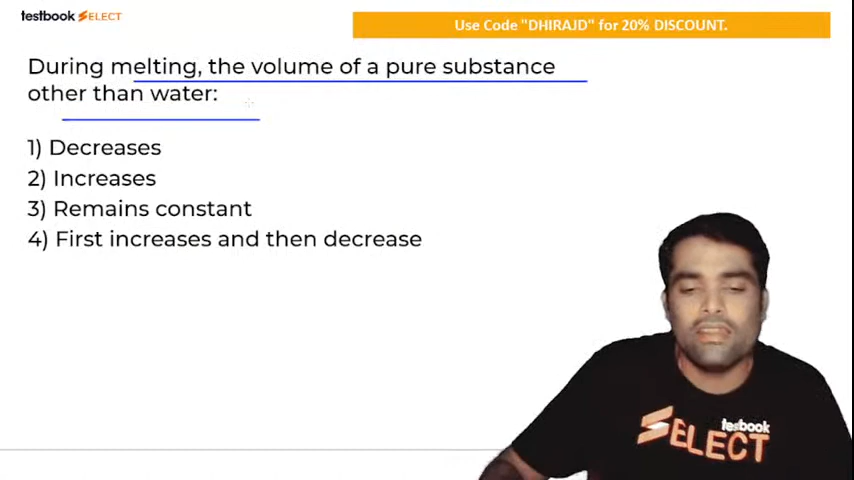 testbook SELECT
Use Code "DHIRAJD" for 20% DISCOUNT.
During melting, the volume of a pure substance
other than water:
1) Decreases
2) Increases
3) Remains constant
4) First increases and then decrease
testbook
SELECT